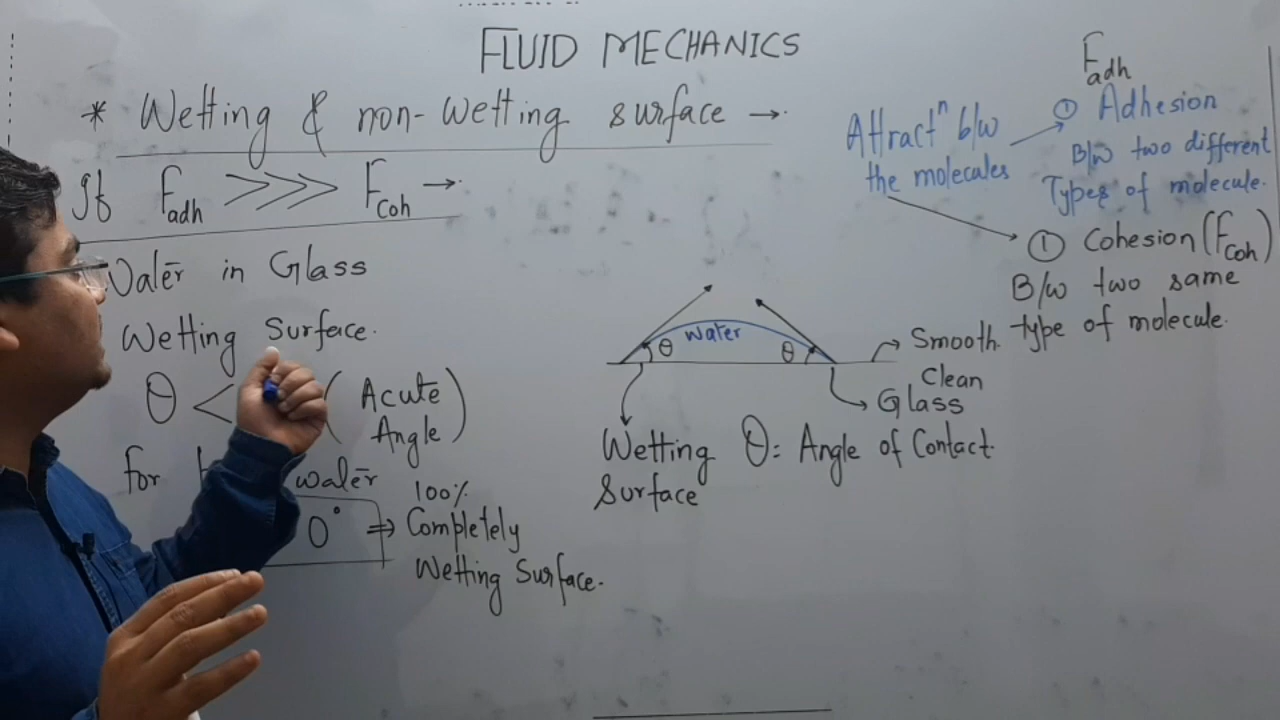 FLUID MECHANICS
* Wetting & non-wetting surface →
If F_adh >>>> F_coh →
Water in Glass
Wetting Surface.
θ < ( Acute
Angle )
for water
0° ⇒ 100%
Completely
Wetting Surface.
Attractⁿ b/w
the molecules
F_adh
① Adhesion
B/w two different
Types of molecule.
① Cohesion (F_coh)
B/w two same
type of molecule.
θ water θ
Smooth
Clean
Glass
Wetting
Surface
θ = Angle of Contact.